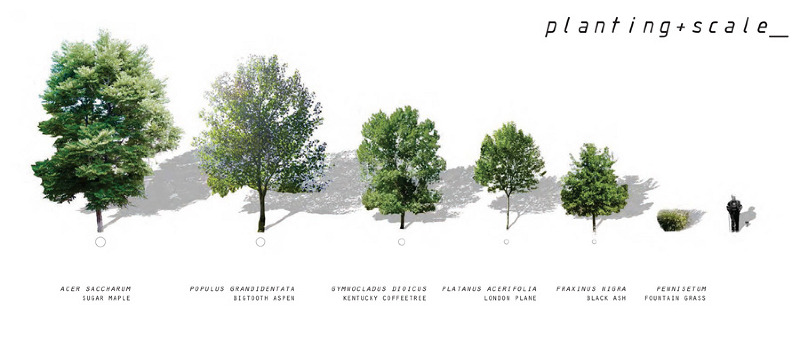 planting+scale_
ACER SACCHARUM
SUGAR MAPLE
POPULUS GRANDIDENTATA
BIGTOOTH ASPEN
GYMNOCLADUS DIOICUS
KENTUCKY COFFEETREE
PLATANUS ACERIFOLIA
LONDON PLANE
FRAXINUS NIGRA
BLACK ASH
PENNISETUM
FOUNTAIN GRASS